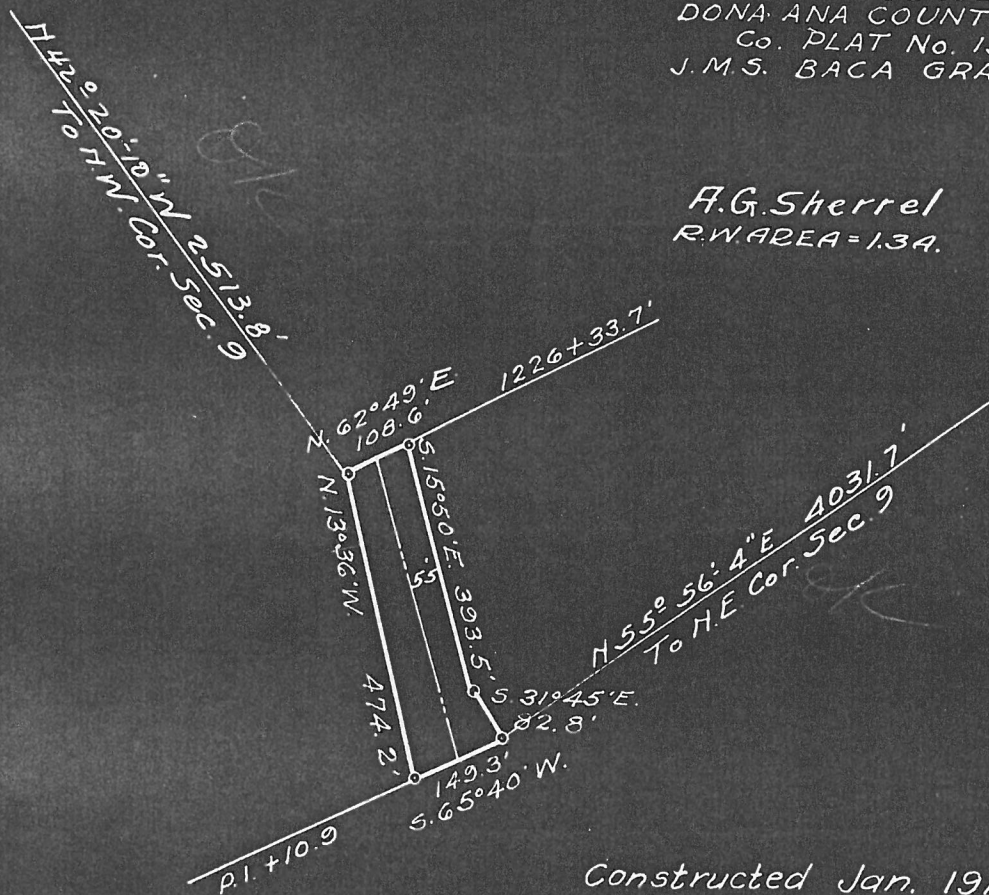 DONA ANA COUNT
Co. PLAT No. 1
J.M.S. BACA GRA
N 42° 20' 10" W 2513.8'
To N.W. Cor. Sec. 9
O/K
A.G. Sherrel
R.W. AREA = 1.3A.
1226+33.7'
N. 62°49' E.
108.6'
N. 13°36' W.
474.2'
55'
S. 15°50' E. 393.5'
N 55° 56' 4" E 4031.7'
To N.E. Cor. Sec. 9
O/K
S. 31°45' E.
82.8'
149.3'
S. 65°40' W.
P.I. +10.9
Constructed Jan. 19